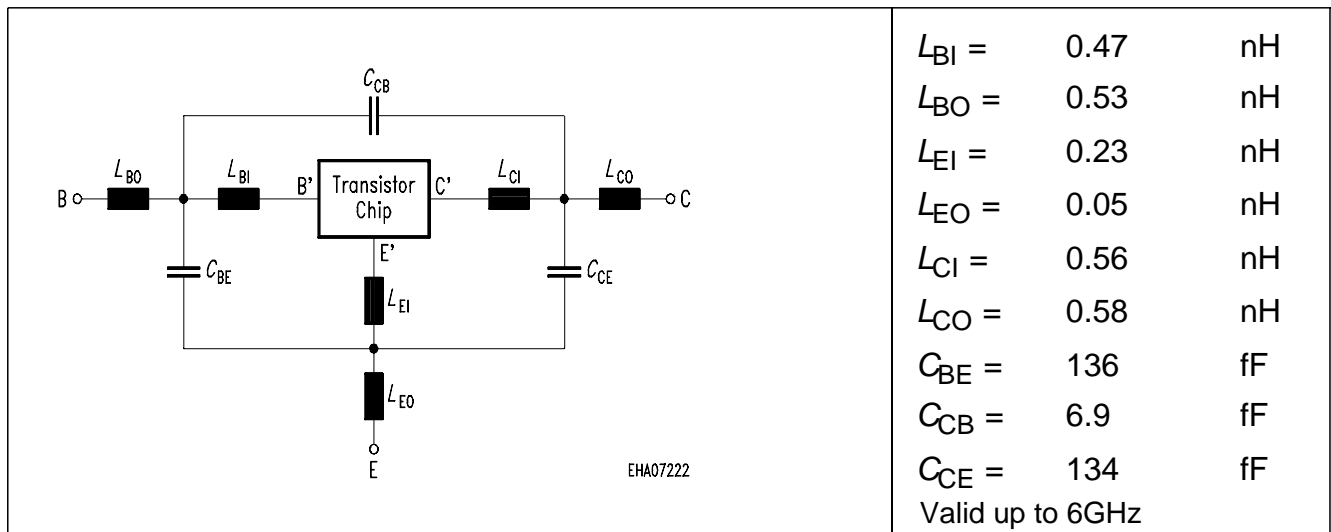 C_CB
L_BO L_BI B' Transistor Chip C' L_CI L_CO
B C
E'
C_BE C_CE
L_EI
L_EO
E
EHA07222
L_BI = 0.47 nH
L_BO = 0.53 nH
L_EI = 0.23 nH
L_EO = 0.05 nH
L_CI = 0.56 nH
L_CO = 0.58 nH
C_BE = 136 fF
C_CB = 6.9 fF
C_CE = 134 fF
Valid up to 6GHz